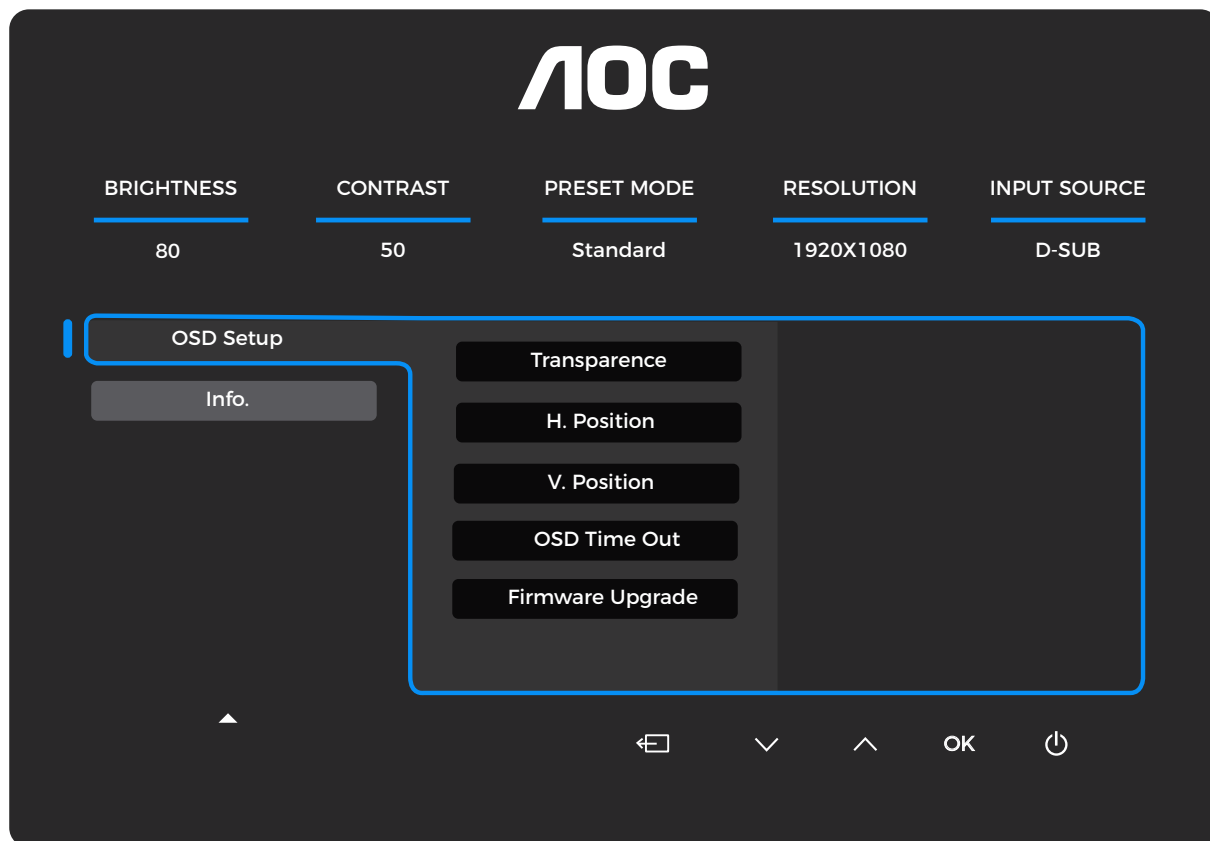 AOC
BRIGHTNESS CONTRAST PRESET MODE RESOLUTION INPUT SOURCE
80 50 Standard 1920X1080 D-SUB
OSD Setup
Transparence
Info.
H. Position
V. Position
OSD Time Out
Firmware Upgrade
OK